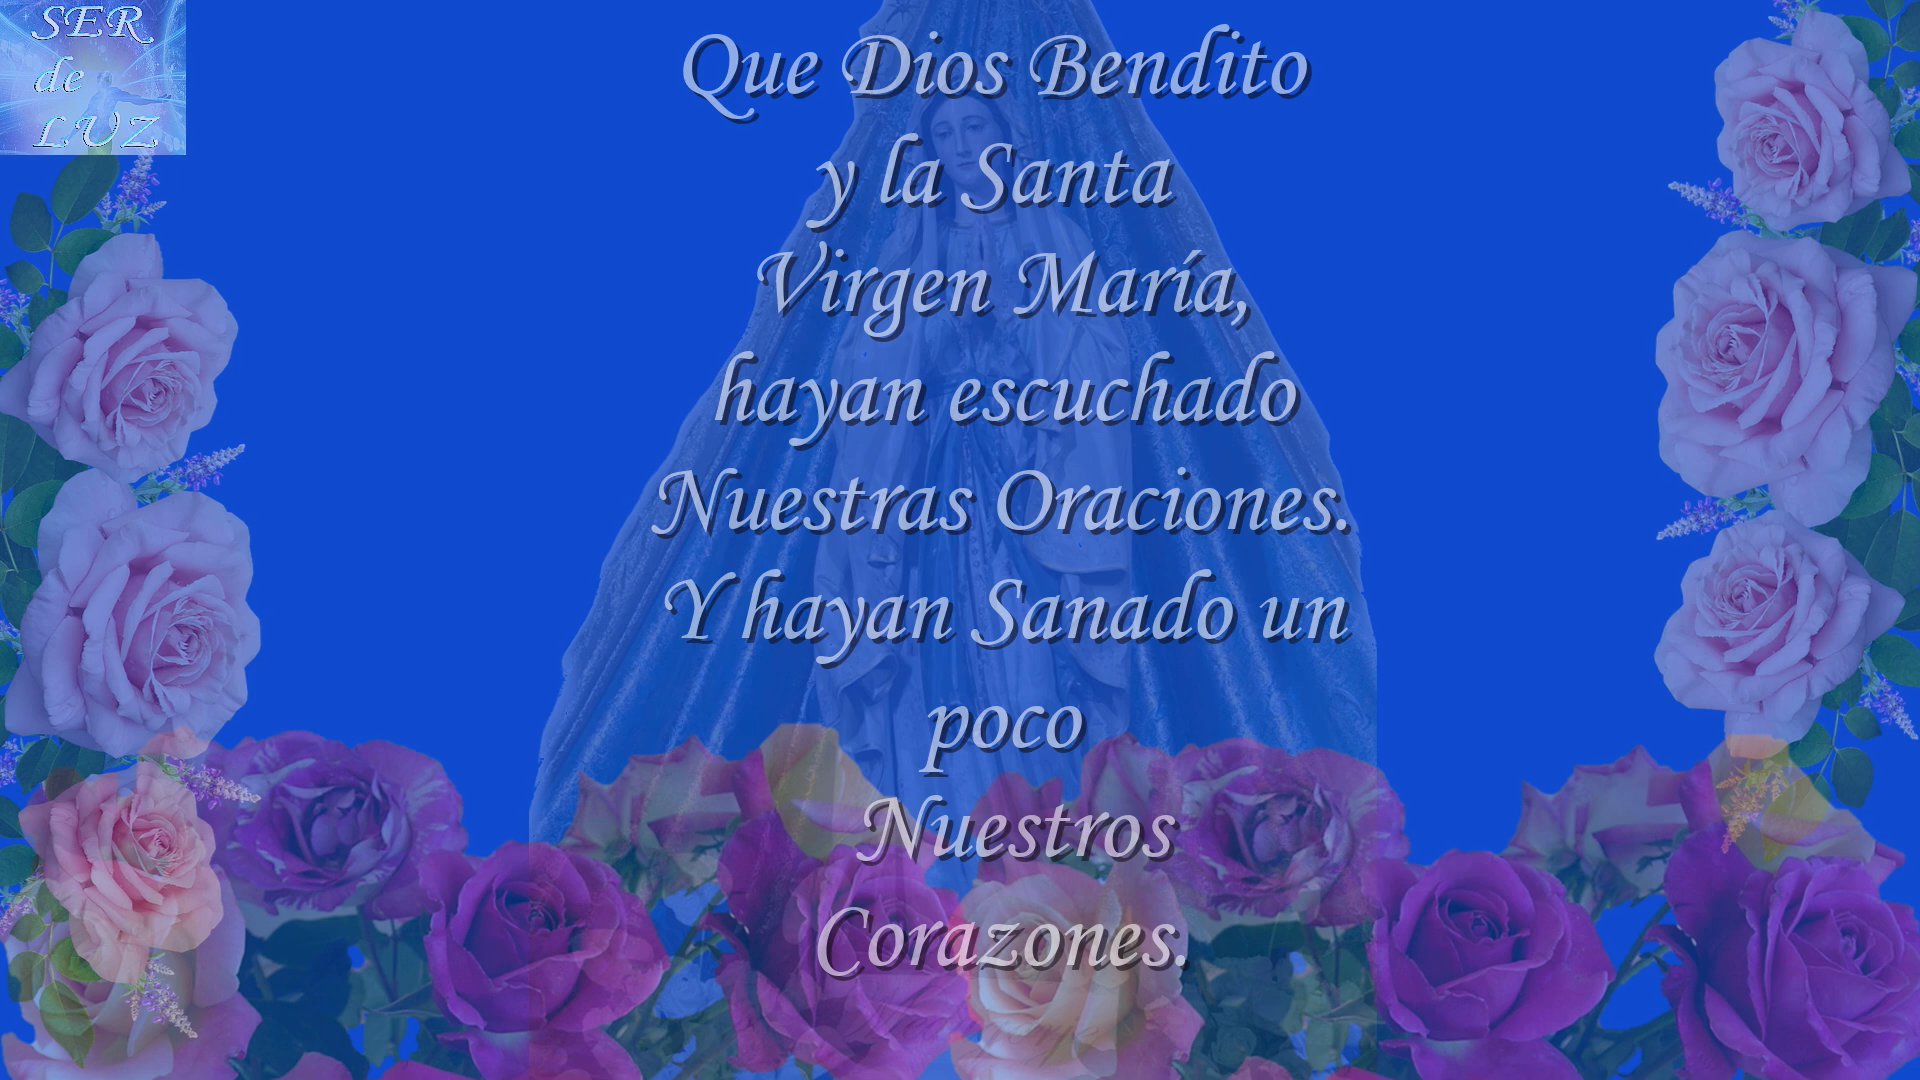 SER
de
LUZ
Que Dios Bendito
y la Santa
Virgen María,
hayan escuchado
Nuestras Oraciones.
Y hayan Sanado un
poco
Nuestros
Corazones.